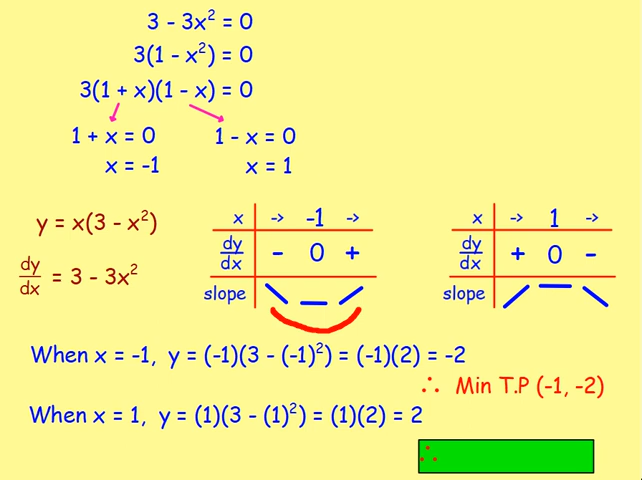 3 - 3x² = 0
3(1 - x²) = 0
3(1 + x)(1 - x) = 0
1 + x = 0 1 - x = 0
x = -1 x = 1
y = x(3 - x²)
dy/dx = 3 - 3x²
x -> -1 ->
dy/dx - 0 +
slope
x -> 1 ->
dy/dx + 0 -
slope
When x = -1, y = (-1)(3 - (-1)²) = (-1)(2) = -2
∴ Min T.P (-1, -2)
When x = 1, y = (1)(3 - (1)²) = (1)(2) = 2
∴